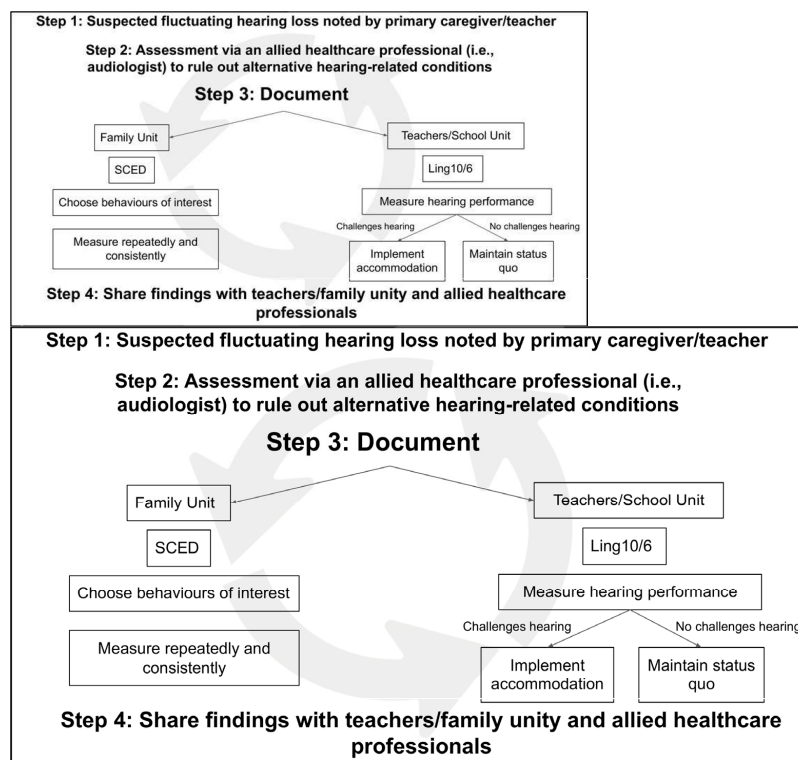 Step 1: Suspected fluctuating hearing loss noted by primary caregiver/teacher
Step 2: Assessment via an allied healthcare professional (i.e.,
audiologist) to rule out alternative hearing-related conditions
Step 3: Document
Family Unit
Teachers/School Unit
SCED
Ling10/6
Choose behaviours of interest
Measure hearing performance
Challenges hearing
No challenges hearing
Measure repeatedly and
consistently
Implement
accommodation
Maintain status
quo
Step 4: Share findings with teachers/family unity and allied healthcare
professionals
Step 1: Suspected fluctuating hearing loss noted by primary caregiver/teacher
Step 2: Assessment via an allied healthcare professional (i.e.,
audiologist) to rule out alternative hearing-related conditions
Step 3: Document
Family Unit
Teachers/School Unit
SCED
Ling10/6
Choose behaviours of interest
Measure hearing performance
Challenges hearing
No challenges hearing
Measure repeatedly and
consistently
Implement
accommodation
Maintain status
quo
Step 4: Share findings with teachers/family unity and allied healthcare
professionals